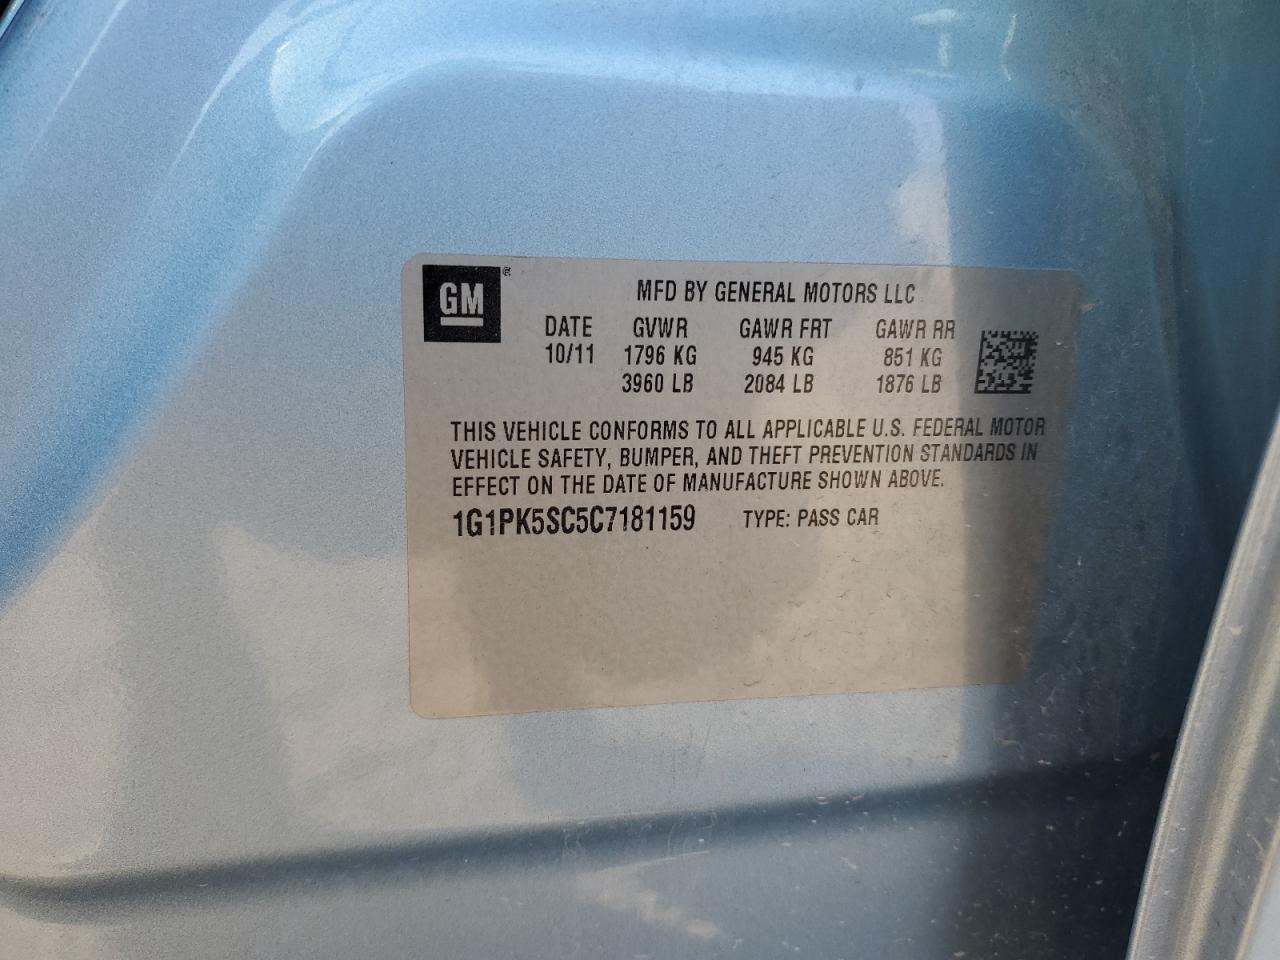 GM®
MFD BY GENERAL MOTORS LLC
DATE GVWR GAWR FRT GAWR RR
10/11 1796 KG 945 KG 851 KG
3960 LB 2084 LB 1876 LB
THIS VEHICLE CONFORMS TO ALL APPLICABLE U.S. FEDERAL MOTOR
VEHICLE SAFETY, BUMPER, AND THEFT PREVENTION STANDARDS IN
EFFECT ON THE DATE OF MANUFACTURE SHOWN ABOVE.
1G1PK5SC5C7181159 TYPE: PASS CAR